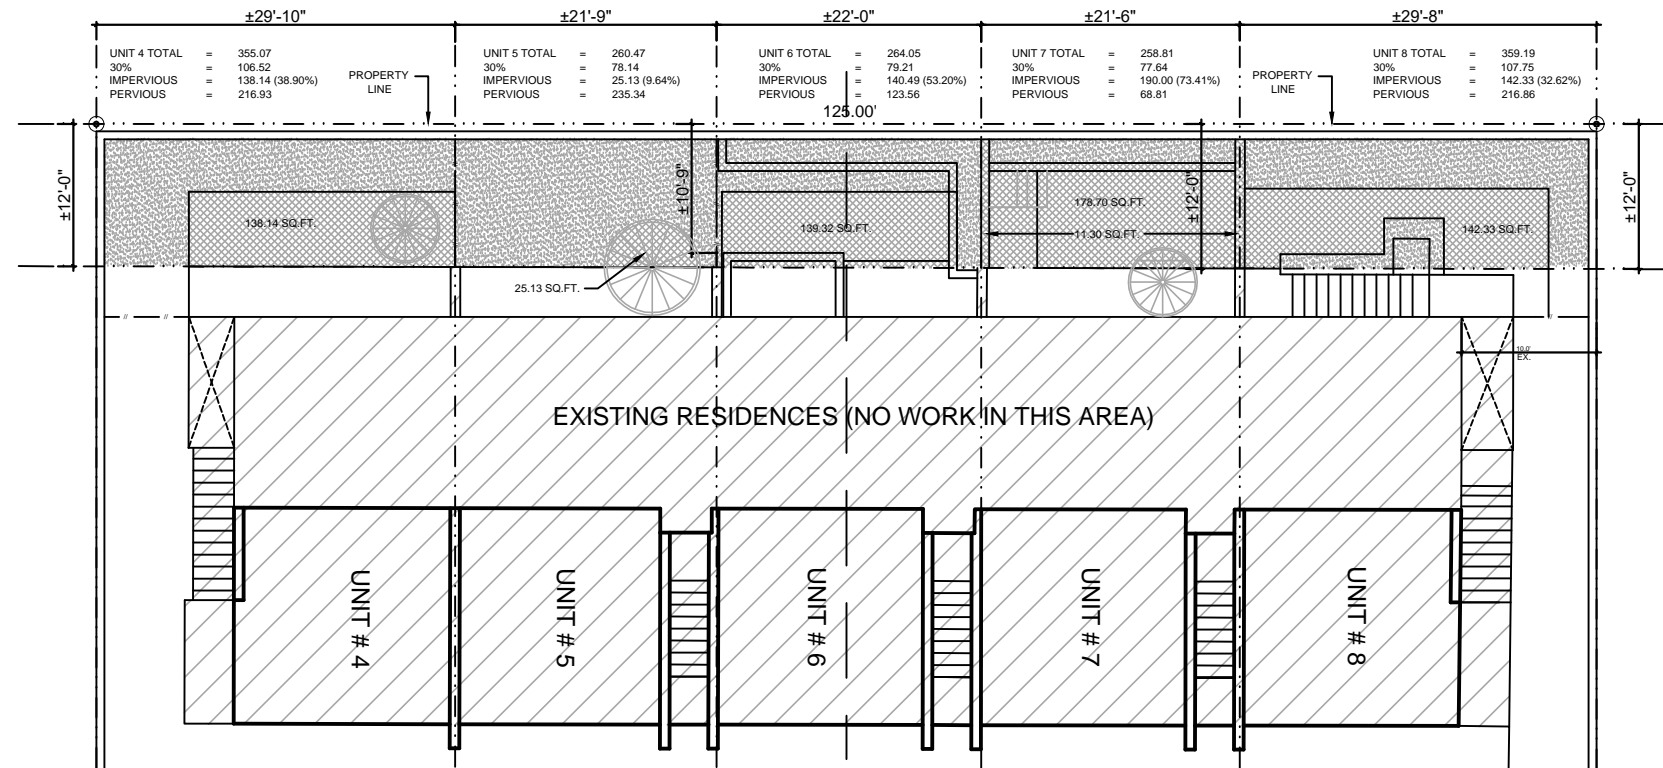 ±29'-10"
±21'-9"
±22'-0"
±21'-6"
±29'-8"
UNIT 4 TOTAL = 355.07
30% = 106.52
IMPERVIOUS = 138.14 (38.90%)
PERVIOUS = 216.93
PROPERTY
LINE
UNIT 5 TOTAL = 260.47
30% = 78.14
IMPERVIOUS = 25.13 (9.64%)
PERVIOUS = 235.34
UNIT 6 TOTAL = 264.05
30% = 79.21
IMPERVIOUS = 140.49 (53.20%)
PERVIOUS = 123.56
UNIT 7 TOTAL = 258.81
30% = 77.64
IMPERVIOUS = 190.00 (73.41%)
PERVIOUS = 68.81
PROPERTY
LINE
UNIT 8 TOTAL = 359.19
30% = 107.75
IMPERVIOUS = 142.33 (32.62%)
PERVIOUS = 216.86
125.00'
±12'-0"
±10'-9"
±12'-0"
±12'-0"
138.14 SQ.FT.
139.32 SQ.FT.
178.70 SQ.FT.
11.30 SQ.FT.
142.33 SQ.FT.
25.13 SQ.FT.
10.0'
EX.
EXISTING RESIDENCES (NO WORK IN THIS AREA)
UNIT # 4
UNIT # 5
UNIT # 6
UNIT # 7
UNIT # 8